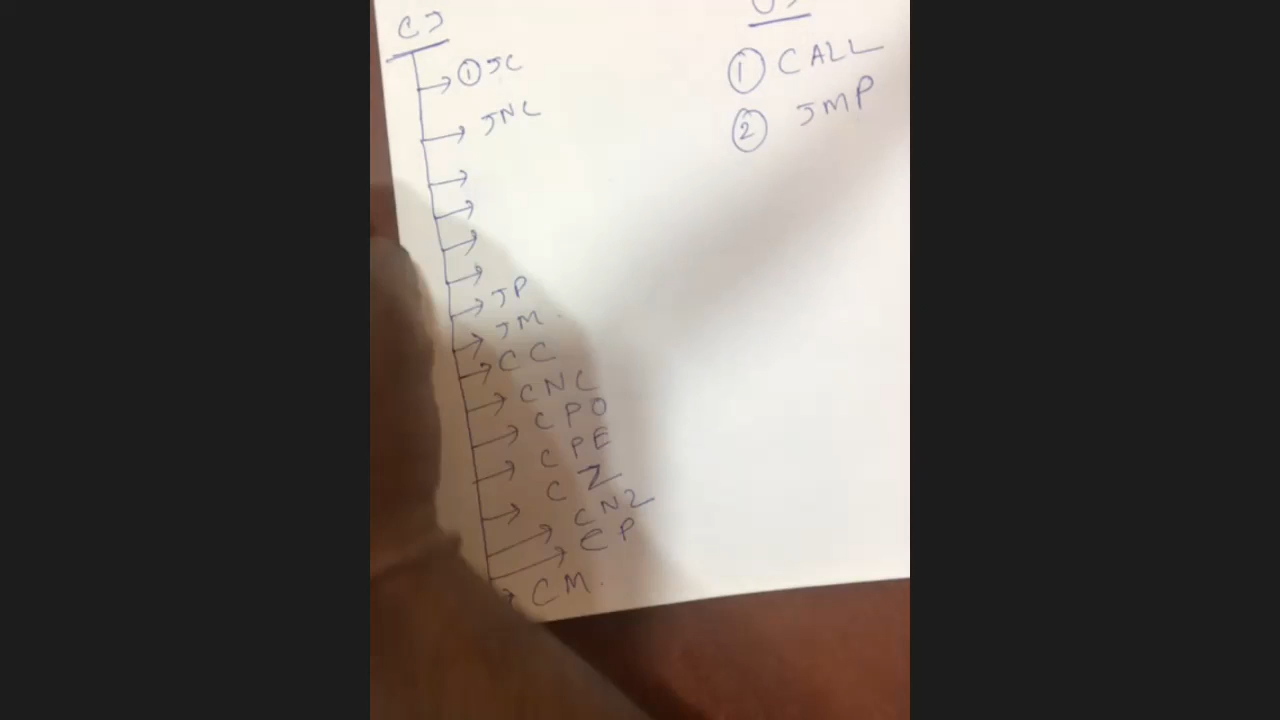 CJ
① JC
JNC
JP
JM
CC
CNC
CPO
CPE
CZ
CNZ
CP
CM.
① CALL
② JMP